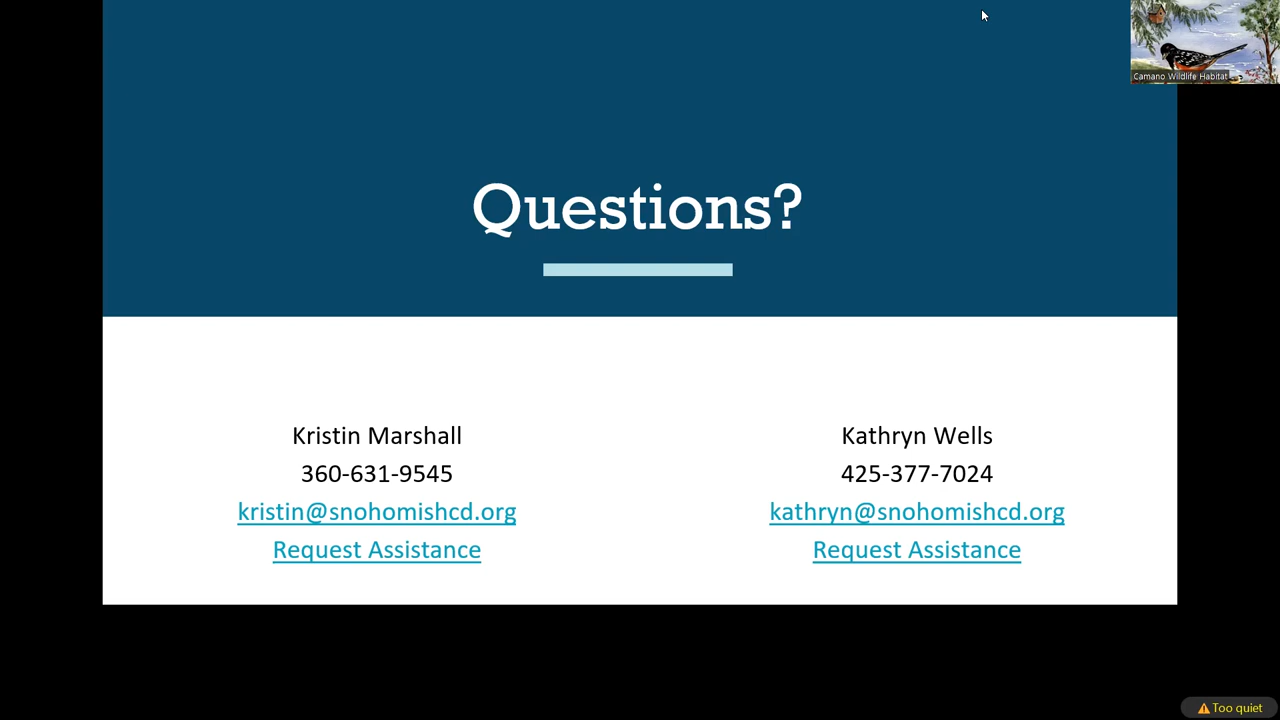 Camano Wildlife Habitat
Questions?
Kristin Marshall
360-631-9545
kristin@snohomishcd.org
Request Assistance
Kathryn Wells
425-377-7024
kathryn@snohomishcd.org
Request Assistance
Too quiet